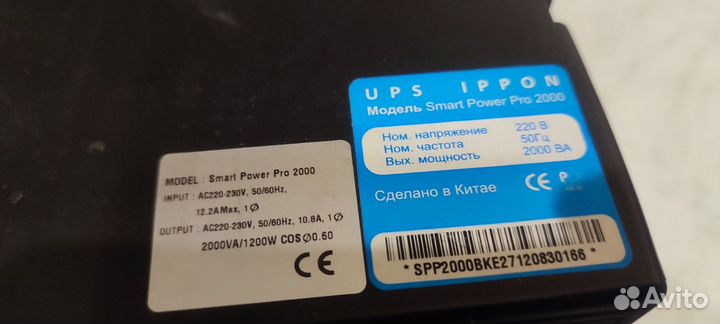 UPS IPPON
Модель Smart Power Pro 2000
Ном. напряжение 220 В
Ном. частота 50Гц
Вых. мощность 2000 ВА
Сделано в Китае CE
* SPP2000BKE27120830166 *
MODEL : Smart Power Pro 2000
INPUT : AC220-230V, 50/60Hz,
12.2AMax, 1Ø
OUTPUT : AC220-230V, 50/60Hz, 10.8A, 1Ø
2000VA/1200W COSØ0.60
CE
Avito